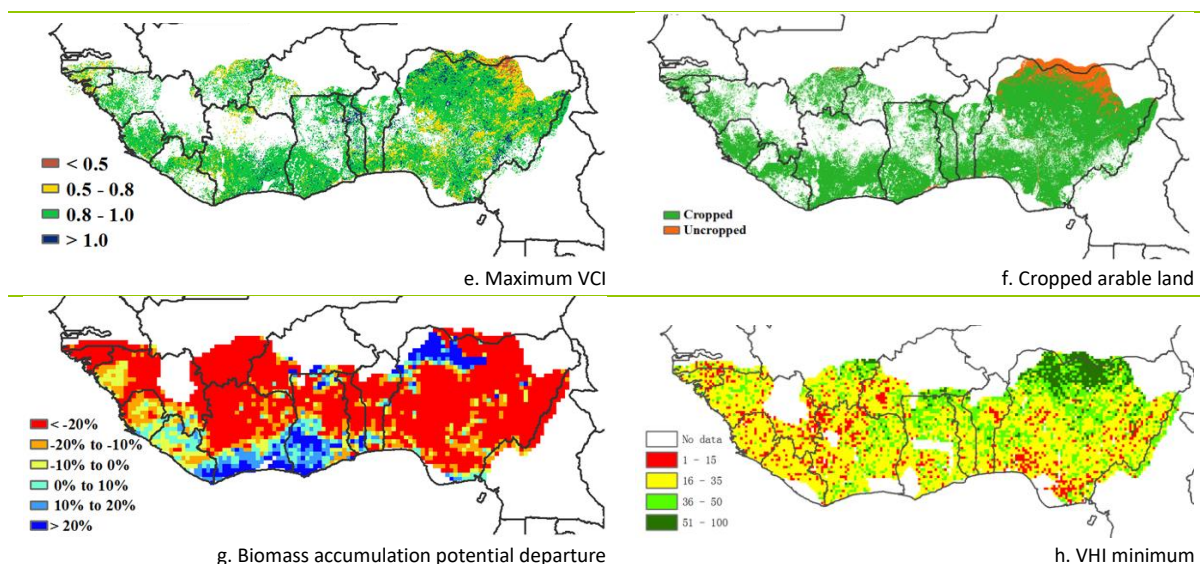 < 0.5
0.5 - 0.8
0.8 - 1.0
> 1.0
e. Maximum VCI
Cropped
Uncropped
f. Cropped arable land
< -20%
-20% to -10%
-10% to 0%
0% to 10%
10% to 20%
> 20%
g. Biomass accumulation potential departure
No data
1 - 15
16 - 35
36 - 50
51 - 100
h. VHI minimum